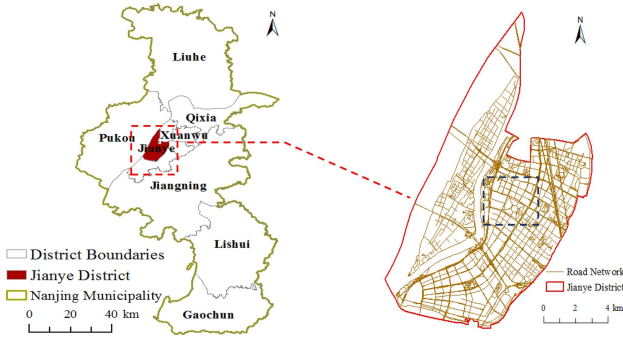 N
Liuhe
Qixia
Pukou
Xuanwu
Jianye
Jiangning
Lishui
Gaochun
District Boundaries
Jianye District
Nanjing Municipality
0 20 40 km
N
Road Network
Jianye District
0 2 4 km